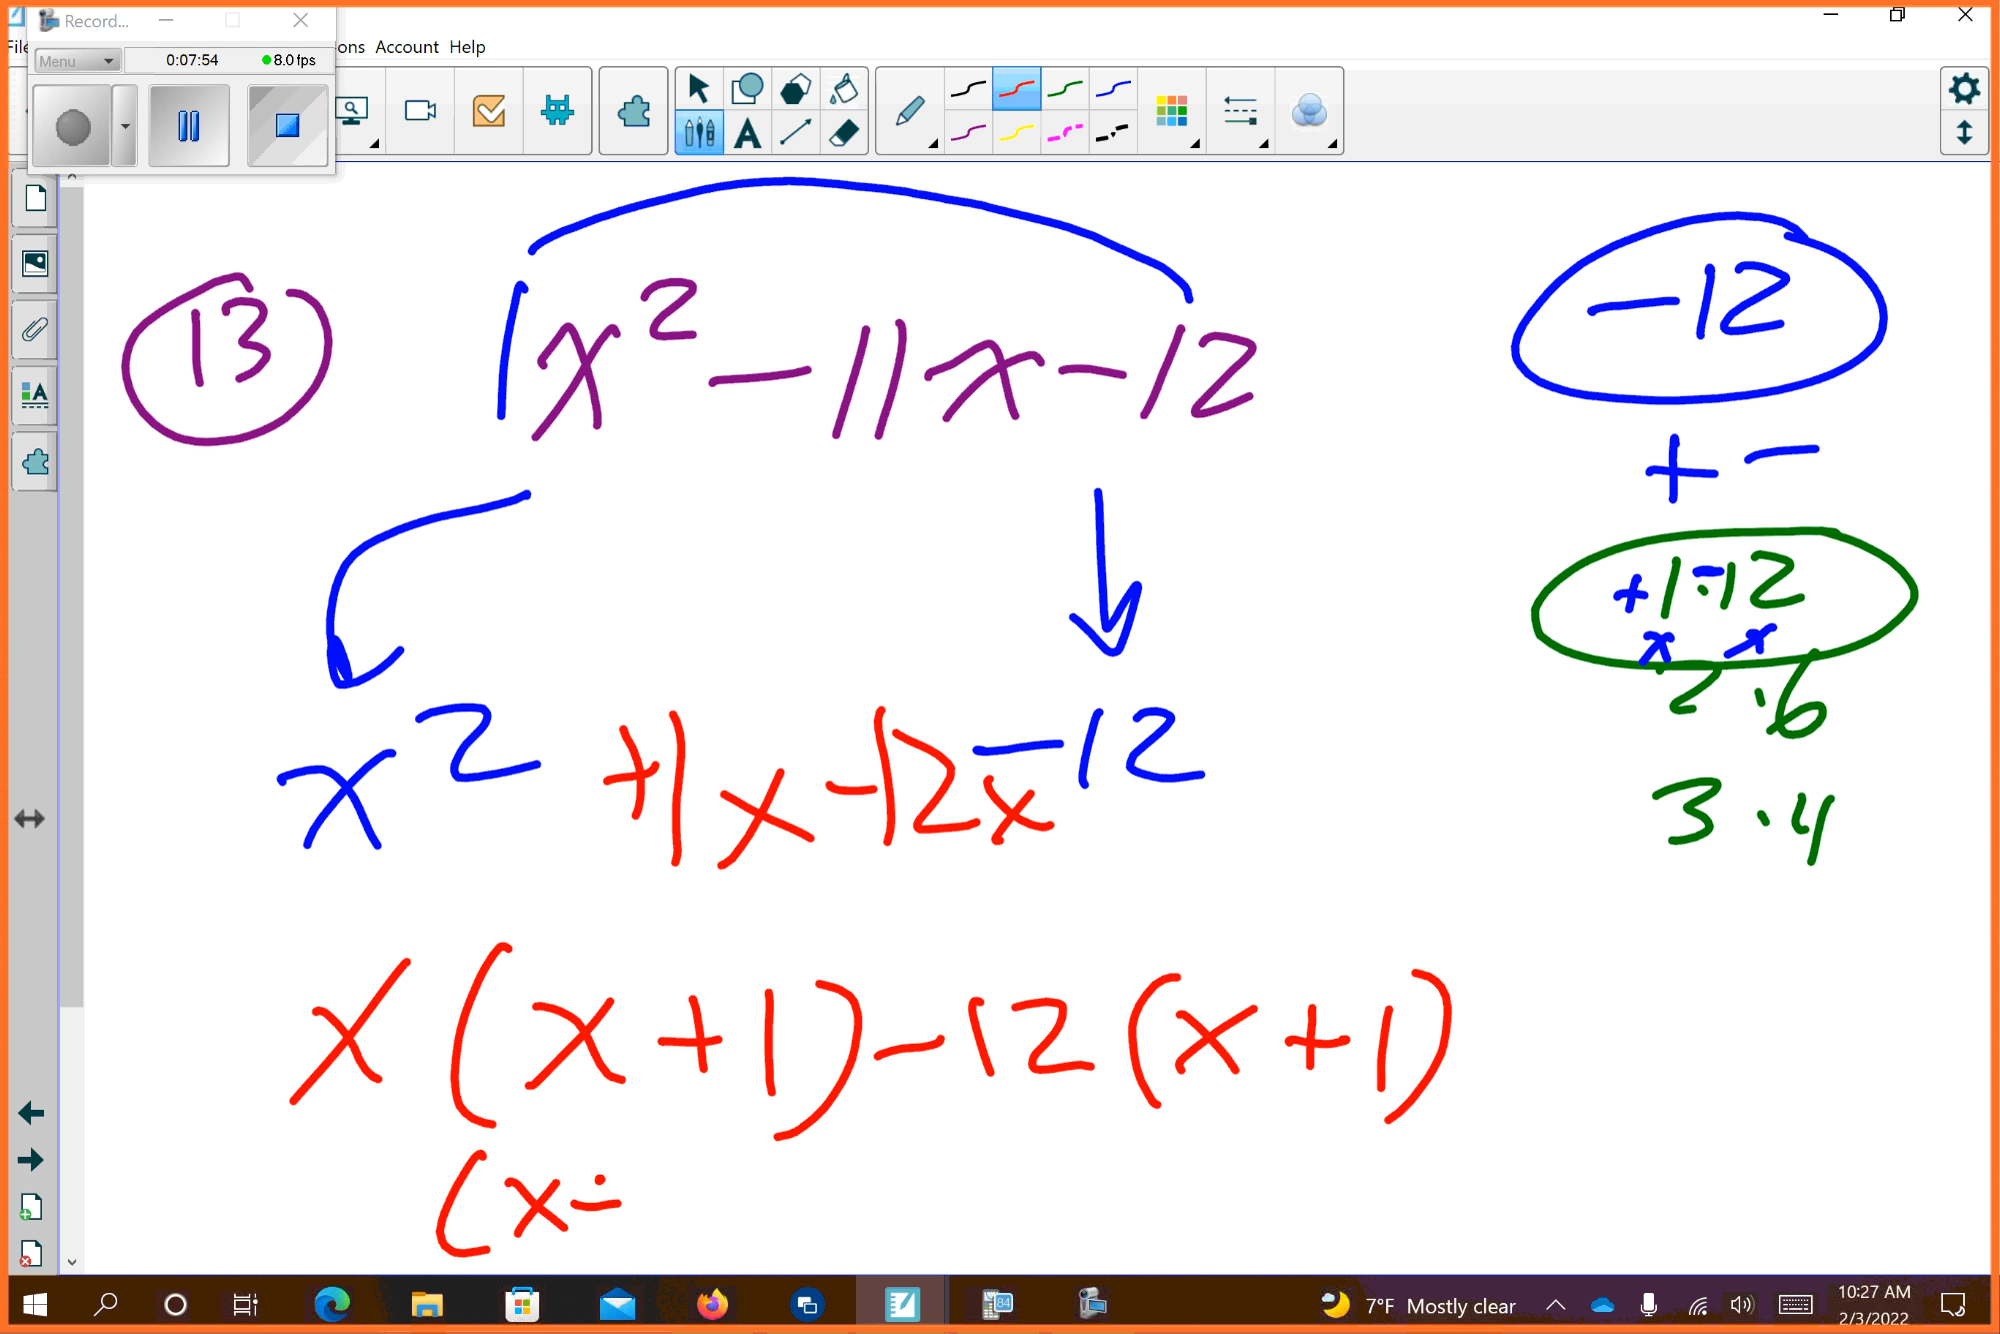 Record...
File
ons Account Help
Menu 0:07:54 8.0 fps
13 1x² - 11x - 12
-12
+ -
+1 · -12
x x
2 · 6
3 · 4
x² +1x - 12x - 12
x(x+1) - 12(x+1)
(x -
84
7°F Mostly clear
10:27 AM
2/3/2022